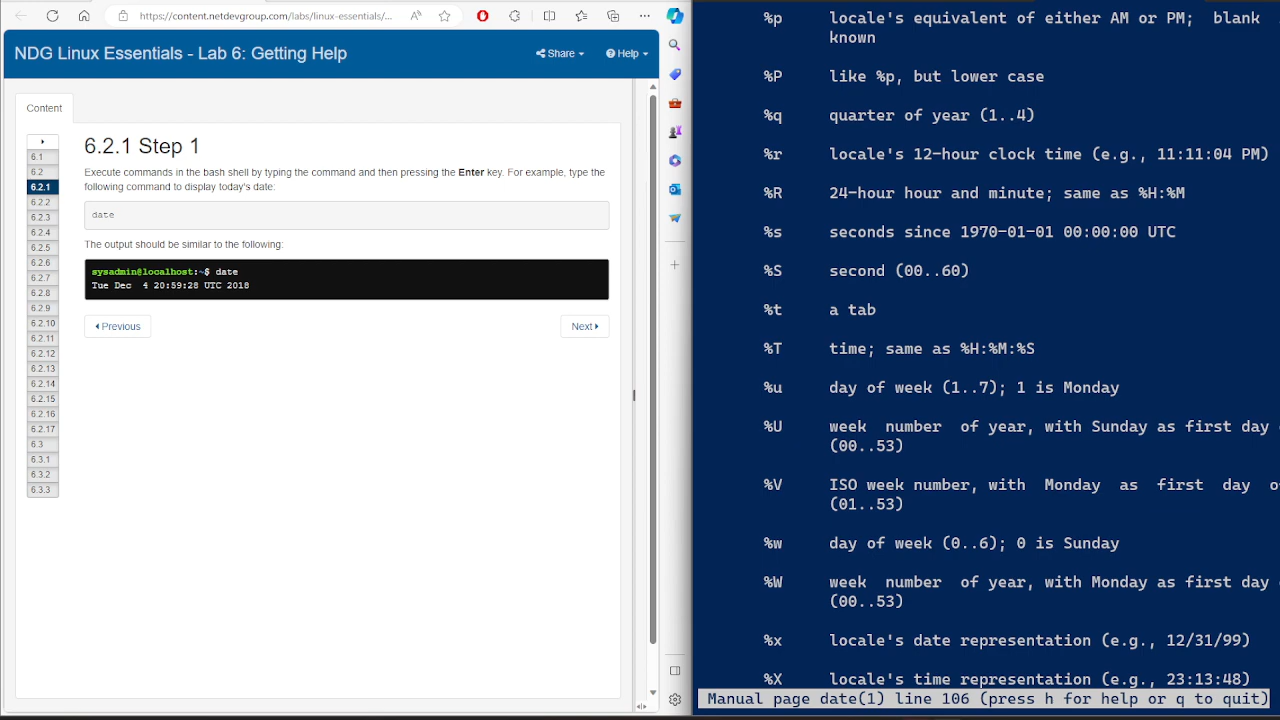 https://content.netdevgroup.com/labs/linux-essentials/...
NDG Linux Essentials - Lab 6: Getting Help
Share
Help
Content
6.1
6.2
6.2.1
6.2.2
6.2.3
6.2.4
6.2.5
6.2.6
6.2.7
6.2.8
6.2.9
6.2.10
6.2.11
6.2.12
6.2.13
6.2.14
6.2.15
6.2.16
6.2.17
6.3
6.3.1
6.3.2
6.3.3
6.2.1 Step 1
Execute commands in the bash shell by typing the command and then pressing the Enter key. For example, type the
following command to display today's date:
date
The output should be similar to the following:
sysadmin@localhost:~$ date
Tue Dec  4 20:59:28 UTC 2018
Previous
Next
%p locale's equivalent of either AM or PM;  blank
known
%P like %p, but lower case
%q quarter of year (1..4)
%r locale's 12-hour clock time (e.g., 11:11:04 PM)
%R 24-hour hour and minute; same as %H:%M
%s seconds since 1970-01-01 00:00:00 UTC
%S second (00..60)
%t a tab
%T time; same as %H:%M:%S
%u day of week (1..7); 1 is Monday
%U week  number  of year, with Sunday as first day
(00..53)
%V ISO week number, with  Monday  as  first  day
(01..53)
%w day of week (0..6); 0 is Sunday
%W week  number  of year, with Monday as first day
(00..53)
%x locale's date representation (e.g., 12/31/99)
%X locale's time representation (e.g., 23:13:48)
Manual page date(1) line 106 (press h for help or q to quit)